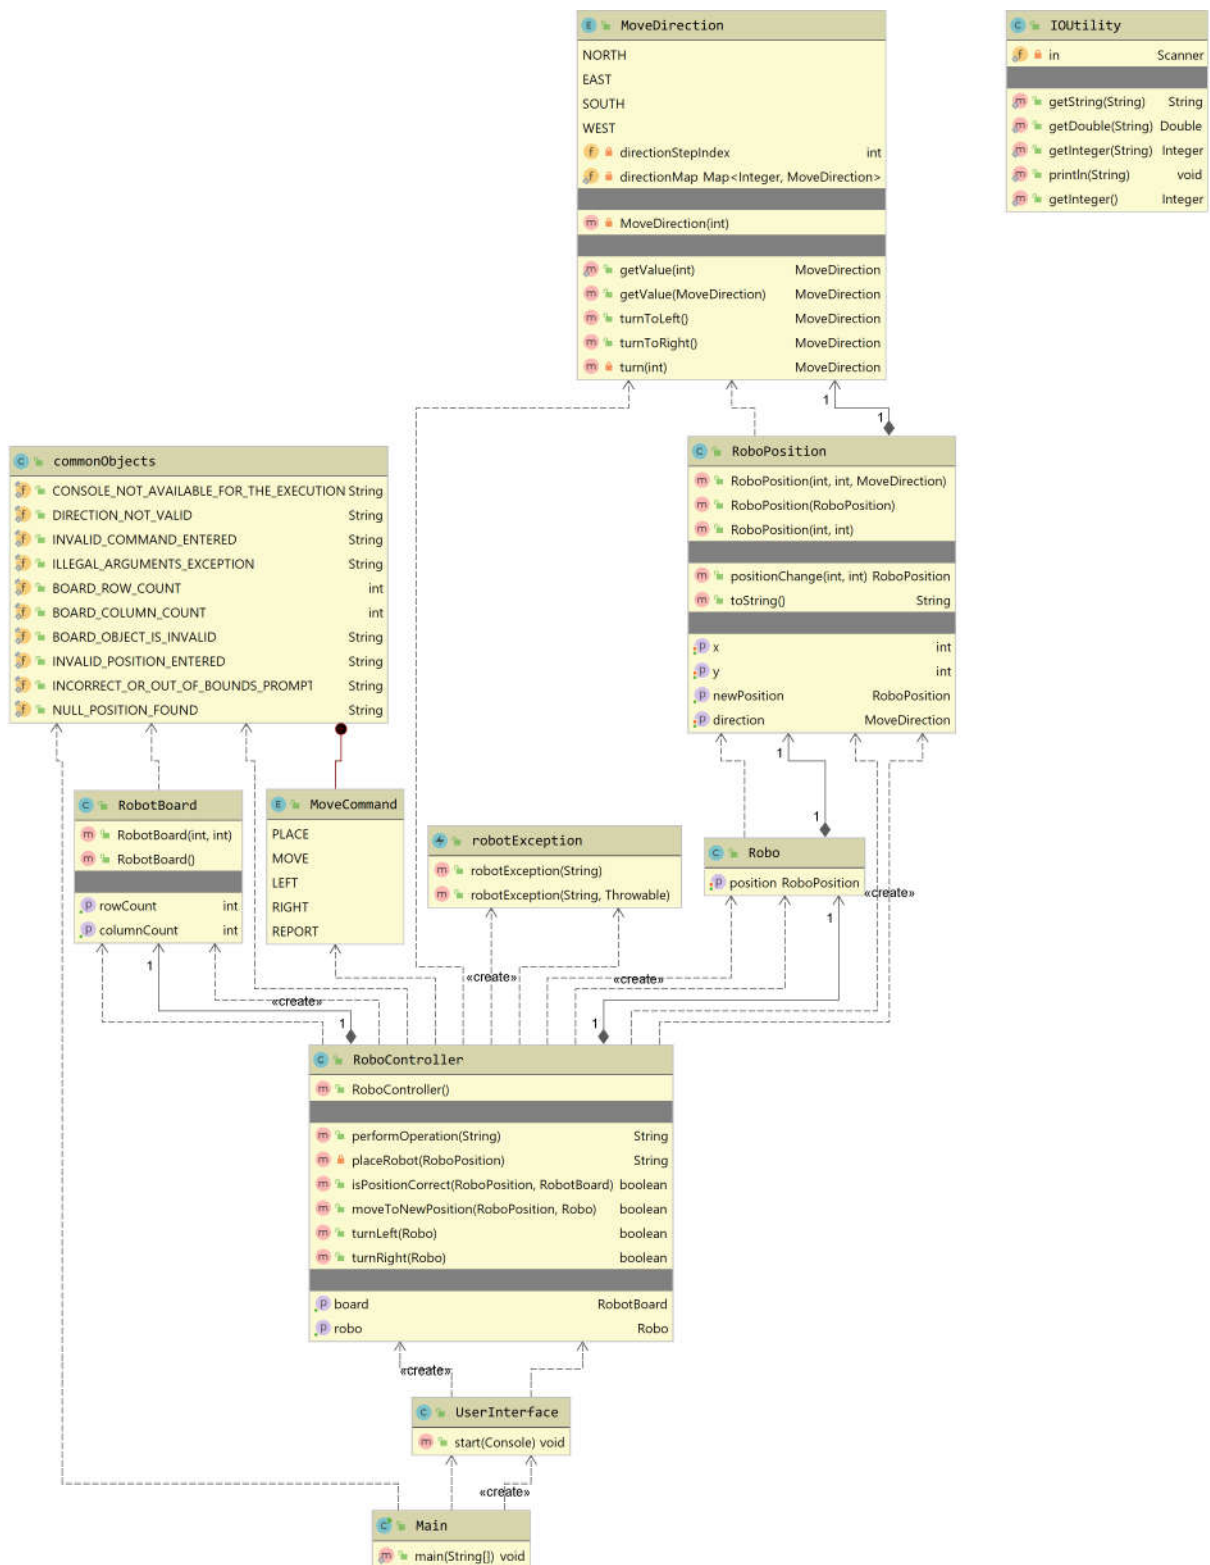 MoveDirection
NORTH
EAST
SOUTH
WEST
directionStepIndex int
directionMap Map<Integer, MoveDirection>
MoveDirection(int)
getValue(int) MoveDirection
getValue(MoveDirection) MoveDirection
turnToLeft() MoveDirection
turnToRight() MoveDirection
turn(int) MoveDirection
IOUtility
in Scanner
getString(String) String
getDouble(String) Double
getInteger(String) Integer
println(String) void
getInteger() Integer
1
1
commonObjects
CONSOLE_NOT_AVAILABLE_FOR_THE_EXECUTION String
DIRECTION_NOT_VALID String
INVALID_COMMAND_ENTERED String
ILLEGAL_ARGUMENTS_EXCEPTION String
BOARD_ROW_COUNT int
BOARD_COLUMN_COUNT int
BOARD_OBJECT_IS_INVALID String
INVALID_POSITION_ENTERED String
INCORRECT_OR_OUT_OF_BOUNDS_PROMPT String
NULL_POSITION_FOUND String
RoboPosition
RoboPosition(int, int, MoveDirection)
RoboPosition(RoboPosition)
RoboPosition(int, int)
positionChange(int, int) RoboPosition
toString() String
x int
y int
newPosition RoboPosition
direction MoveDirection
1
1
RobotBoard
RobotBoard(int, int)
RobotBoard()
rowCount int
columnCount int
MoveCommand
PLACE
MOVE
LEFT
RIGHT
REPORT
robotException
robotException(String)
robotException(String, Throwable)
Robo
position RoboPosition
«create»
1
1
«create»
«create»
«create»
1
1
RoboController
RoboController()
performOperation(String) String
placeRobot(RoboPosition) String
isPositionCorrect(RoboPosition, RobotBoard) boolean
moveToNewPosition(RoboPosition, Robo) boolean
turnLeft(Robo) boolean
turnRight(Robo) boolean
board RobotBoard
robo Robo
«create»
UserInterface
start(Console) void
«create»
Main
main(String[]) void